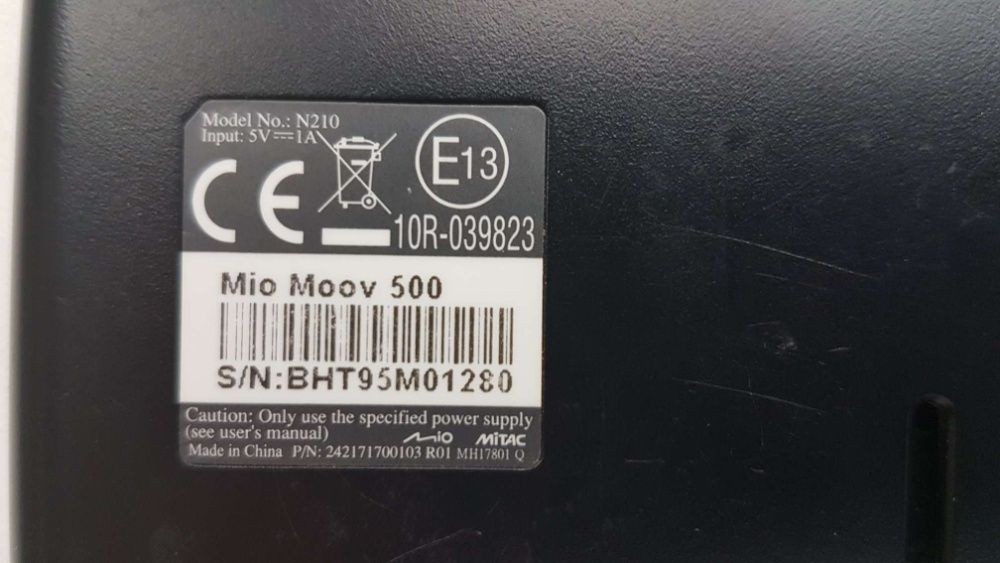 Model No.: N210
Input: 5V⎓1A
CE
E13
10R-039823
Mio Moov 500
S/N:BHT95M01280
Caution: Only use the specified power supply
(see user's manual)
Mio MiTAC
Made in China P/N: 242171700103 R01 MH17801 Q